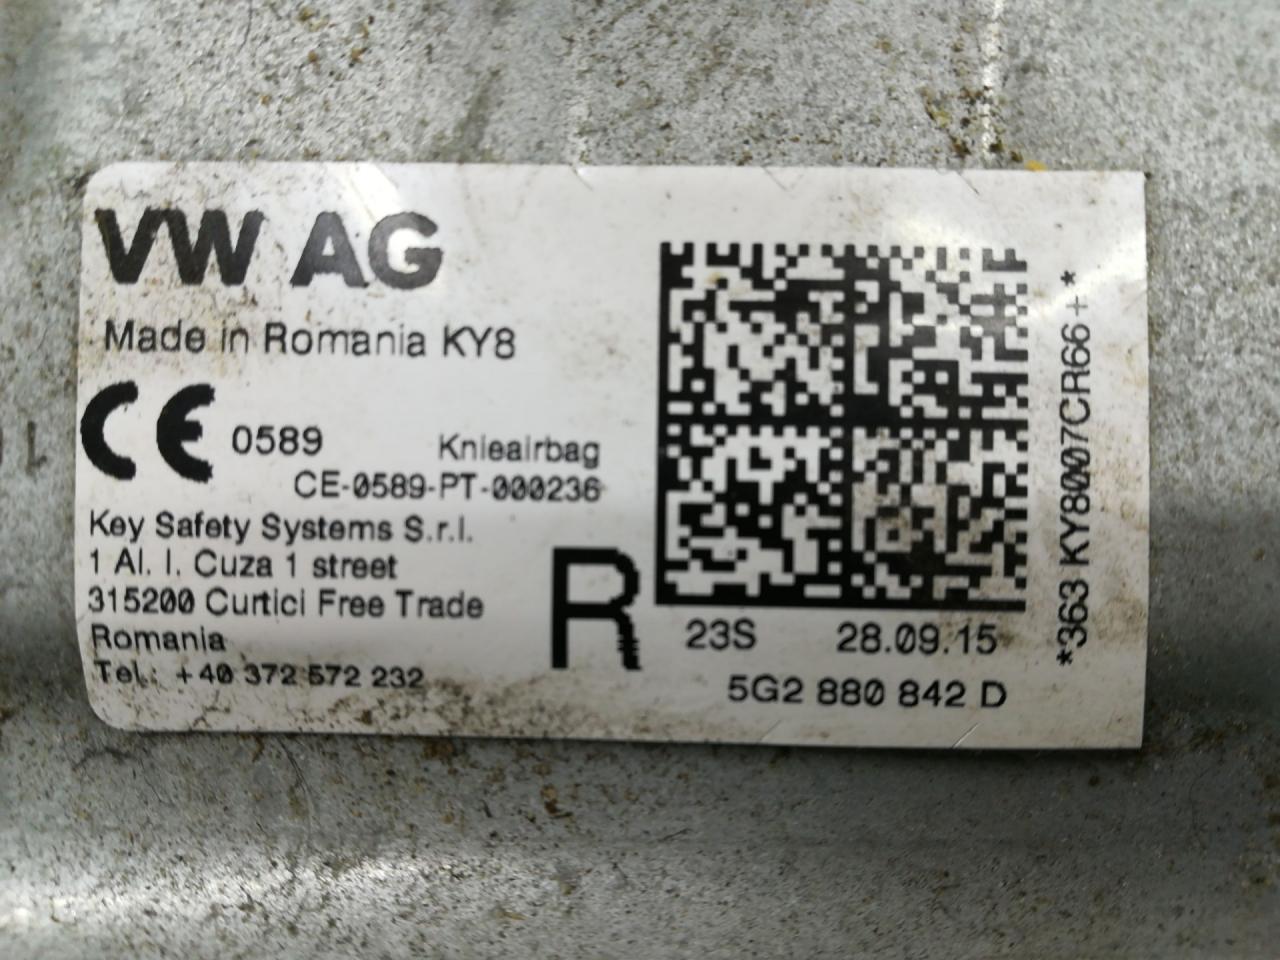 VW AG
Made in Romania KY8
CE 0589 Knieairbag
CE-0589-PT-000236
Key Safety Systems S.r.l.
1 Al. I. Cuza 1 street
315200 Curtici Free Trade
Romania
Tel.: +40 372 572 232
R
23S 28.09.15
5G2 880 842 D
*363 KY8007CR66+*